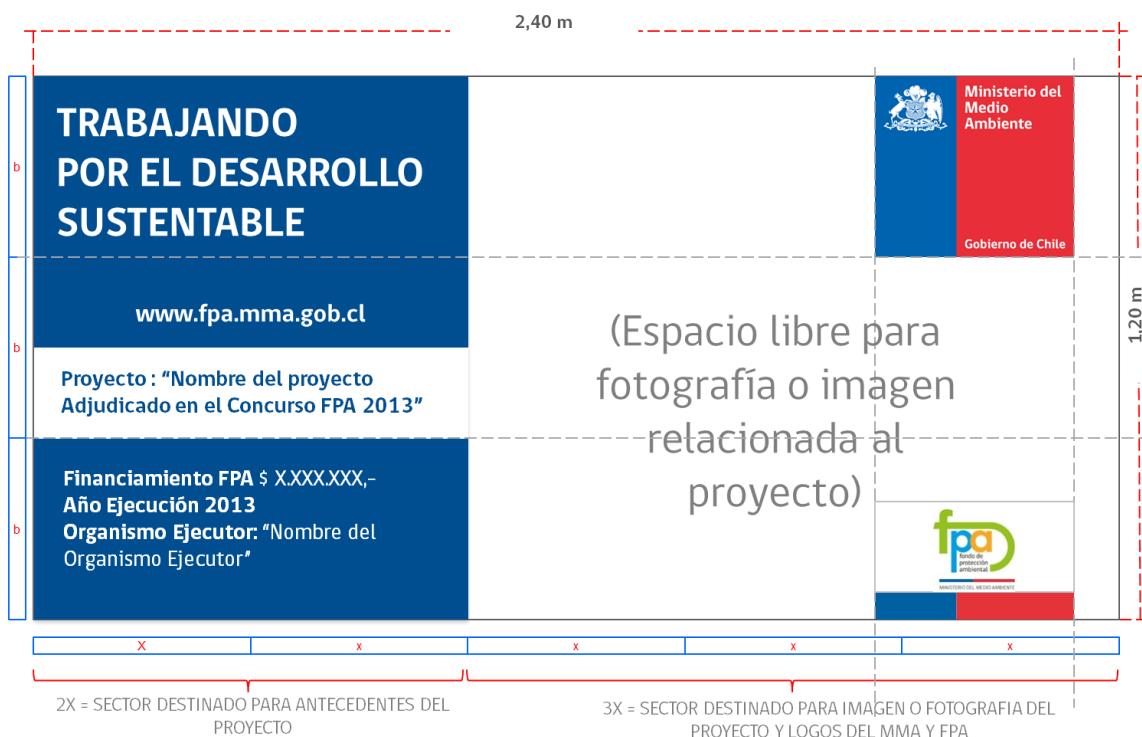 2,40 m
TRABAJANDO
POR EL DESARROLLO
SUSTENTABLE
www.fpa.mma.gob.cl
Proyecto : “Nombre del proyecto
Adjudicado en el Concurso FPA 2013”
Financiamiento FPA $ X.XXX.XXX,–
Año Ejecución 2013
Organismo Ejecutor: “Nombre del
Organismo Ejecutor”
b
b
b
Ministerio del
Medio
Ambiente
Gobierno de Chile
(Espacio libre para
fotografía o imagen
relacionada al
proyecto)
1,20 m
fpa
fondo de
protección
ambiental
MINISTERIO DEL MEDIO AMBIENTE
X
x
x
x
x
2X = SECTOR DESTINADO PARA ANTECEDENTES DEL
PROYECTO
3X = SECTOR DESTINADO PARA IMAGEN O FOTOGRAFIA DEL
PROYECTO Y LOGOS DEL MMA Y FPA